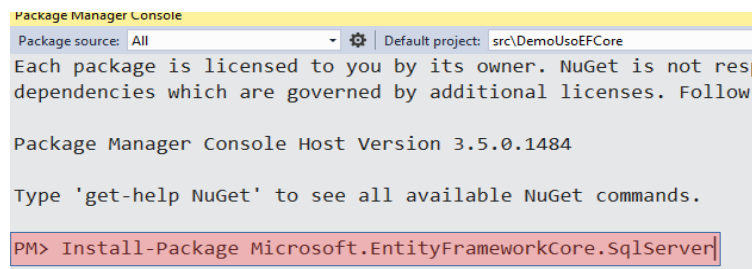 Package Manager Console
Package source: All Default project: src\DemoUsoEFCore
Each package is licensed to you by its owner. NuGet is not res
dependencies which are governed by additional licenses. Follow
Package Manager Console Host Version 3.5.0.1484
Type 'get-help NuGet' to see all available NuGet commands.
PM> Install-Package Microsoft.EntityFrameworkCore.SqlServer